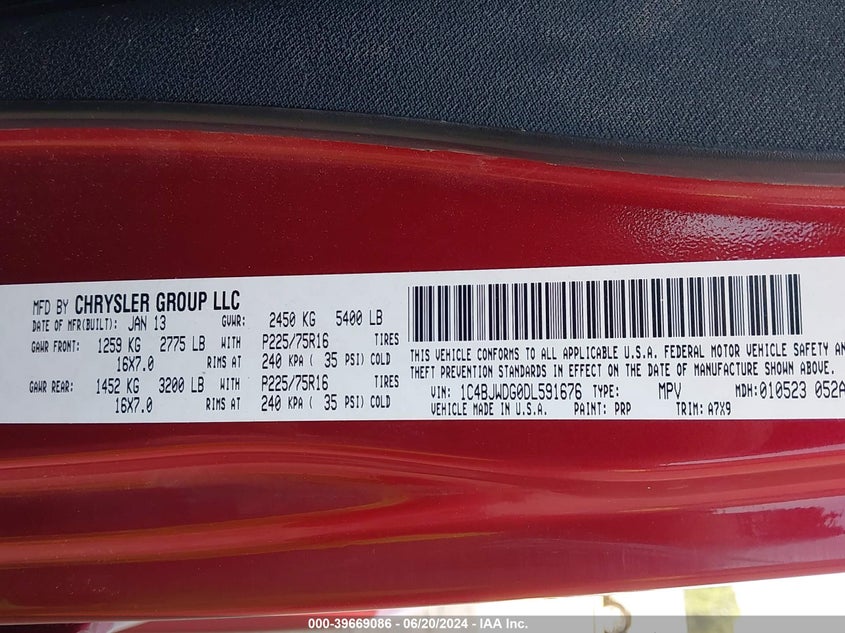 MFD BY CHRYSLER GROUP LLC
DATE OF MFR(BUILT): JAN 13 GVWR: 2450 KG 5400 LB
GAWR FRONT: 1259 KG 2775 LB WITH P225/75R16 TIRES
16X7.0 RIMS AT 240 KPA ( 35 PSI) COLD
GAWR REAR: 1452 KG 3200 LB WITH P225/75R16 TIRES
16X7.0 RIMS AT 240 KPA ( 35 PSI) COLD
THIS VEHICLE CONFORMS TO ALL APPLICABLE U.S.A. FEDERAL MOTOR VEHICLE SAFETY AN
THEFT PREVENTION STANDARDS IN EFFECT ON THE DATE OF MANUFACTURE SHOWN ABOVE.
VIN: 1C4BJWDG0DL591676 TYPE: MPV MDH: 010523 052A
VEHICLE MADE IN U.S.A. PAINT: PRP TRIM: A7X9
000-39669086 - 06/20/2024 - IAA Inc.